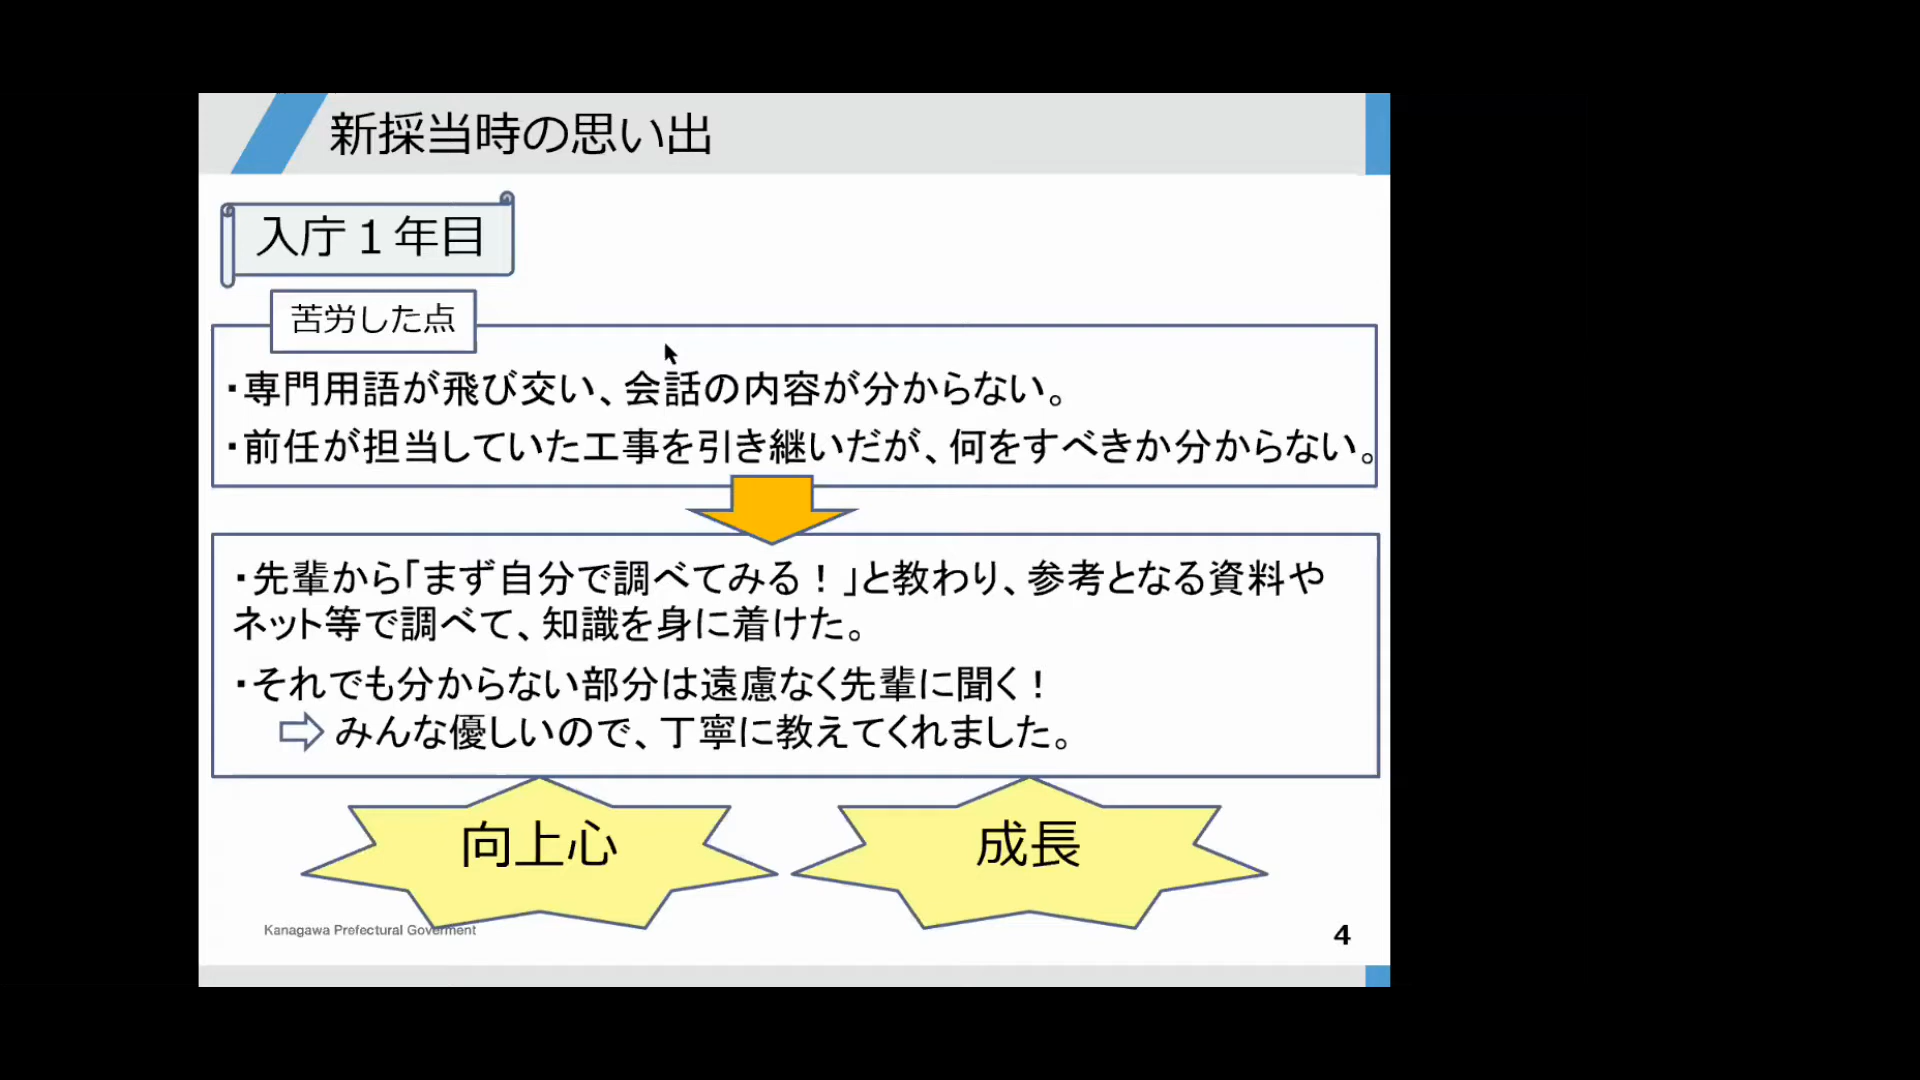 新採当時の思い出
入庁１年目
苦労した点
・専門用語が飛び交い、会話の内容が分からない。
・前任が担当していた工事を引き継いだが、何をすべきか分からない。
・先輩から「まず自分で調べてみる！」と教わり、参考となる資料や
ネット等で調べて、知識を身に着けた。
・それでも分からない部分は遠慮なく先輩に聞く！
みんな優しいので、丁寧に教えてくれました。
向上心
成長
Kanagawa Prefectural Goverment
4